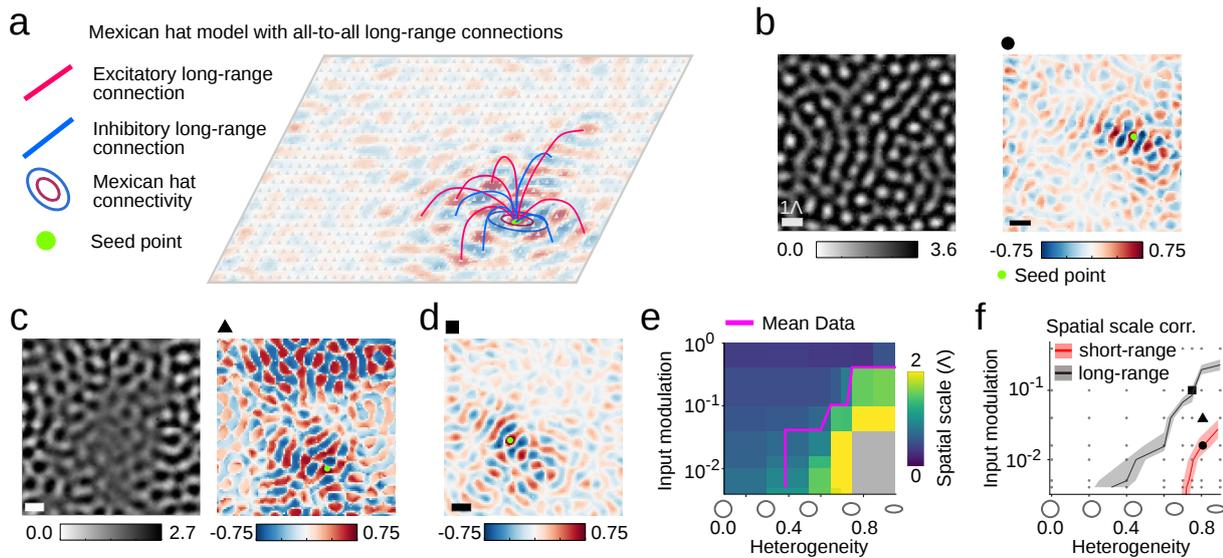 a
Mexican hat model with all-to-all long-range connections
Excitatory long-range
connection
Inhibitory long-range
connection
Mexican hat
connectivity
Seed point
b
1Λ
0.0 3.6
-0.75 0.75
Seed point
c
0.0 2.7
-0.75 0.75
d
-0.75 0.75
e
Mean Data
Input modulation
10^0
10^-1
10^-2
2
0
Spatial scale (Λ)
0.0 0.4 0.8
Heterogeneity
f
Spatial scale corr.
short-range
long-range
Input modulation
10^-1
10^-2
0.0 0.4 0.8
Heterogeneity